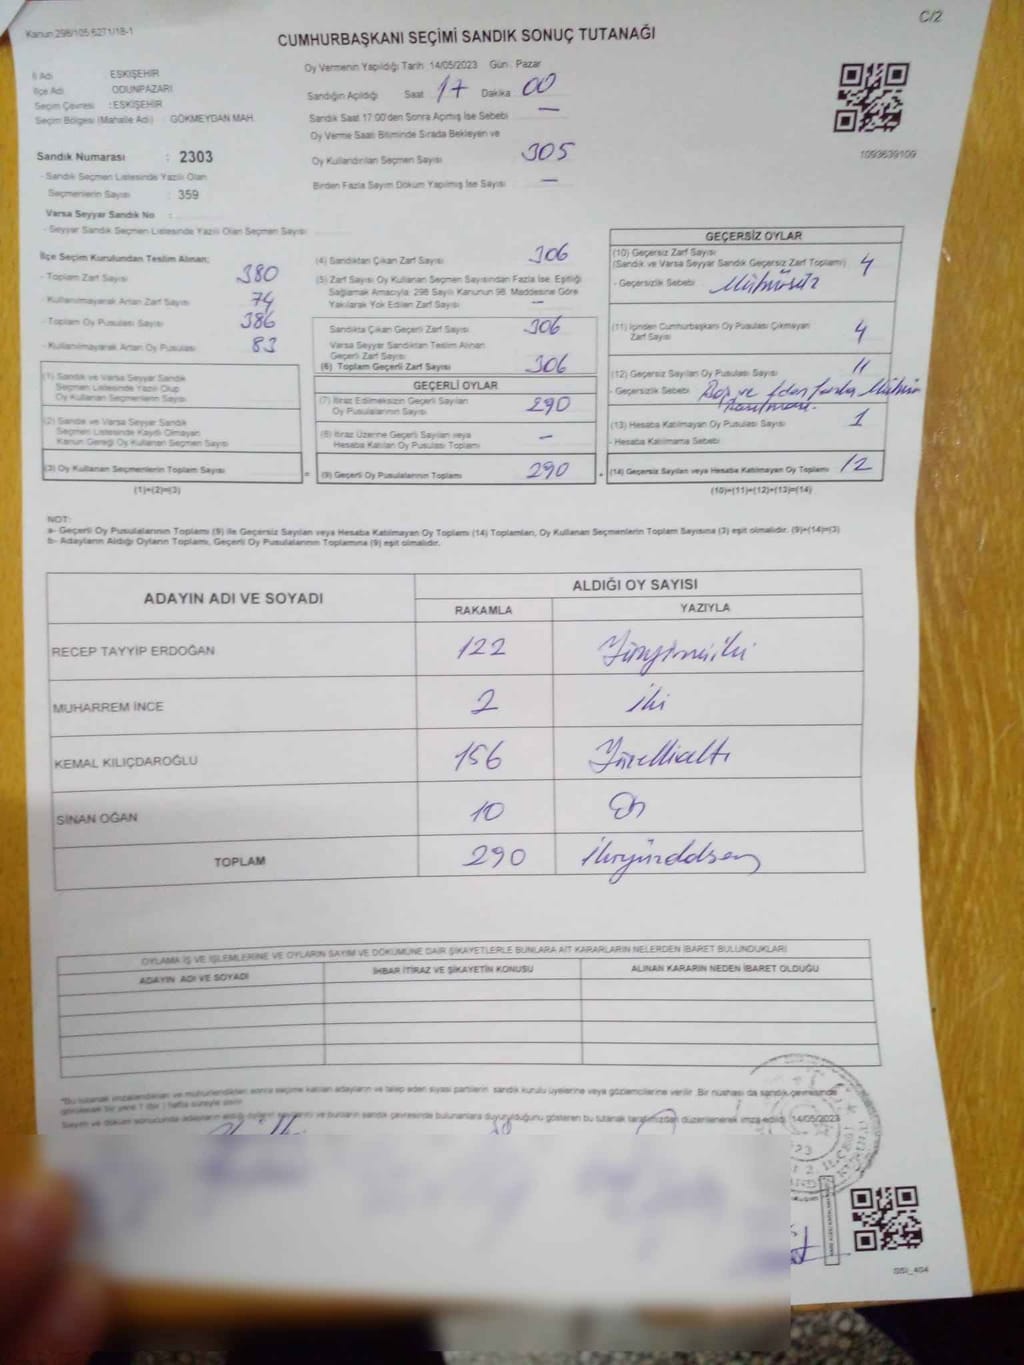 C/2
Kanun 298/105 6271/18-1
CUMHURBAŞKANI SEÇİMİ SANDIK SONUÇ TUTANAĞI
İl Adı ESKİŞEHİR
İlçe Adı ODUNPAZARI
Seçim Çevresi : ESKİŞEHİR
Seçim Bölgesi (Mahalle Adı) : GÖKMEYDAN MAH.
Sandık Numarası : 2303
- Sandık Seçmen Listesinde Yazılı Olan
Seçmenlerin Sayısı : 359
Varsa Seyyar Sandık No :
- Seyyar Sandık Seçmen Listesinde Yazılı Olan Seçmen Sayısı :
Oy Vermenin Yapıldığı Tarih 14/05/2023 Gün : Pazar
Sandığın Açıldığı Saat 17 Dakika 00
Sandık Saat 17:00'den Sonra Açılmış İse Sebebi —
Oy Verme Saati Bitiminde Sırada Bekleyen ve
Oy Kullandırılan Seçmen Sayısı 305
Birden Fazla Sayım Döküm Yapılmış İse Sayısı —
1093639109
İlçe Seçim Kurulundan Teslim Alınan:
- Toplam Zarf Sayısı 380
- Kullanılmayarak Artan Zarf Sayısı 74
- Toplam Oy Pusulası Sayısı 386
- Kullanılmayarak Artan Oy Pusulası 83
(1) Sandık ve Varsa Seyyar Sandık
Seçmen Listesinde Yazılı Olup
Oy Kullanan Seçmenlerin Sayısı
(2) Sandık ve Varsa Seyyar Sandık
Seçmen Listesinde Kayıtlı Olmayan
Kanun Gereği Oy Kullanan Seçmen Sayısı
(3) Oy Kullanan Seçmenlerin Toplam Sayısı
(1)+(2)=(3)
(4) Sandıktan Çıkan Zarf Sayısı 306
(5) Zarf Sayısı Oy Kullanan Seçmen Sayısından Fazla İse, Eşitliği
Sağlamak Amacıyla; 298 Sayılı Kanunun 98. Maddesine Göre
Yakılarak Yok Edilen Zarf Sayısı —
Sandıkta Çıkan Geçerli Zarf Sayısı 306
Varsa Seyyar Sandıktan Teslim Alınan
Geçerli Zarf Sayısı
(6) Toplam Geçerli Zarf Sayısı 306
GEÇERLİ OYLAR
(7) İtiraz Edilmeksizin Geçerli Sayılan
Oy Pusulalarının Sayısı 290
(8) İtiraz Üzerine Geçerli Sayılan veya
Hesaba Katılan Oy Pusulası Toplamı —
= (9) Geçerli Oy Pusulalarının Toplamı 290
GEÇERSİZ OYLAR
(10) Geçersiz Zarf Sayısı
(Sandık ve Varsa Seyyar Sandık Geçersiz Zarf Toplamı) 4
- Geçersizlik Sebebi Mühürsüz
(11) İçinden Cumhurbaşkanı Oy Pusulası Çıkmayan
Zarf Sayısı 4
(12) Geçersiz Sayılan Oy Pusulası Sayısı 11
- Geçersizlik Sebebi ve fazla Mühür
(13) Hesaba Katılmayan Oy Pusulası Sayısı 1
- Hesaba Katılmama Sebebi
+ (14) Geçersiz Sayılan veya Hesaba Katılmayan Oy Toplamı 12
(10)+(11)+(12)+(13)=(14)
NOT:
a- Geçerli Oy Pusulalarının Toplamı (9) ile Geçersiz Sayılan veya Hesaba Katılmayan Oy Toplamı (14) Toplamları, Oy Kullanan Seçmenlerin Toplam Sayısına (3) eşit olmalıdır. (9)+(14)=(3)
b- Adayların Aldığı Oyların Toplamı, Geçerli Oy Pusulalarının Toplamına (9) eşit olmalıdır.
ADAYIN ADI VE SOYADI
ALDIĞI OY SAYISI
RAKAMLA YAZIYLA
RECEP TAYYİP ERDOĞAN 122 Yüzyirmiiki
MUHARREM İNCE 2 iki
KEMAL KILIÇDAROĞLU 156 Yüzellialtı
SİNAN OĞAN 10 On
TOPLAM 290 ikiyüzdoksan
OYLAMA İŞ VE İŞLEMLERİNE VE OYLARIN SAYIM VE DÖKÜMÜNE DAİR ŞİKAYETLERLE BUNLARA AİT KARARLARIN NELERDEN İBARET BULUNDUKLARI
ADAYIN ADI VE SOYADI İHBAR İTİRAZ VE ŞİKAYETİN KONUSU ALINAN KARARIN NEDEN İBARET OLDUĞU
"Bu tutanak imzalandıktan ve mühürlendikten sonra seçime katılan adayların ve talep eden siyasi partilerin sandık kurulu üyelerine veya gözlemcilerine verilir. Bir nüshası da sandık çevresinde
görülecek bir yere 1 (bir) hafta süreyle asılır
Sayım ve döküm sonucunda adayların aldığı oyların sayılarını ve bunların sandık çevresinde bulunanlara duyurulduğunu gösteren bu tutanak tarafımızdan düzenlenerek imza edildi. 14/05/2023
GSI_404